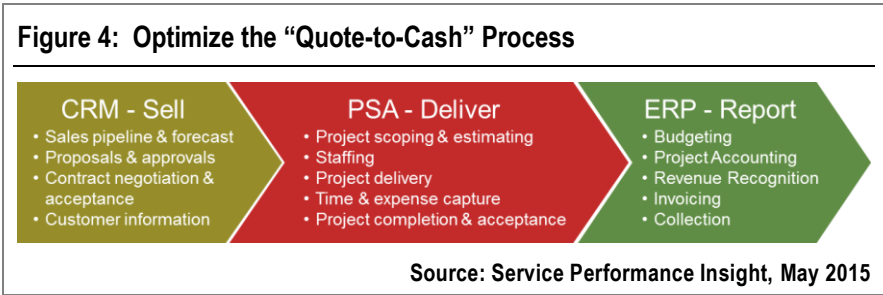 Figure 4: Optimize the “Quote-to-Cash” Process
CRM - Sell
• Sales pipeline & forecast
• Proposals & approvals
• Contract negotiation &
acceptance
• Customer information
PSA - Deliver
• Project scoping & estimating
• Staffing
• Project delivery
• Time & expense capture
• Project completion & acceptance
ERP - Report
• Budgeting
• Project Accounting
• Revenue Recognition
• Invoicing
• Collection
Source: Service Performance Insight, May 2015